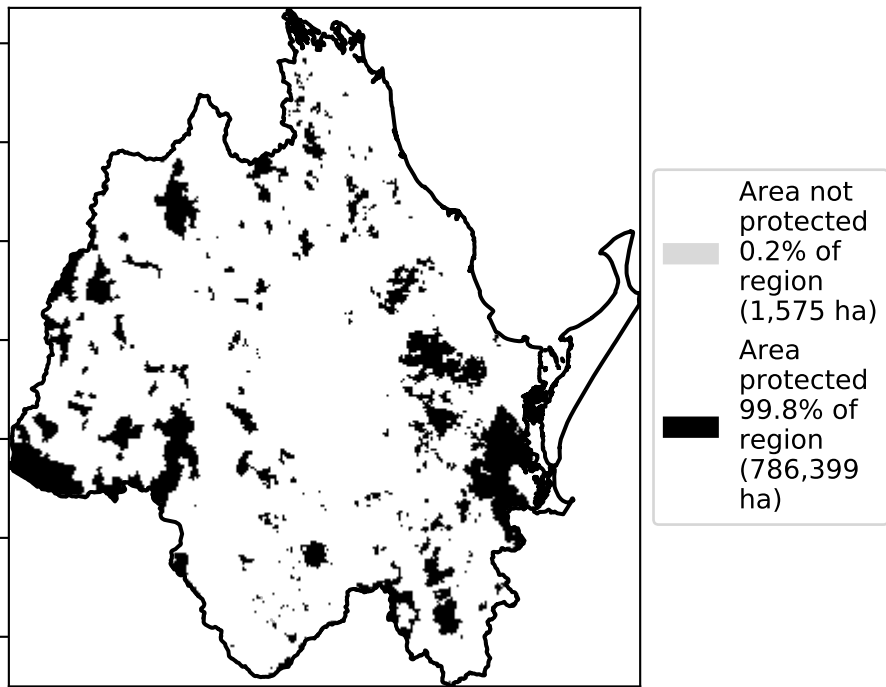 Area not
protected
0.2% of
region
(1,575 ha)
Area
protected
99.8% of
region
(786,399
ha)